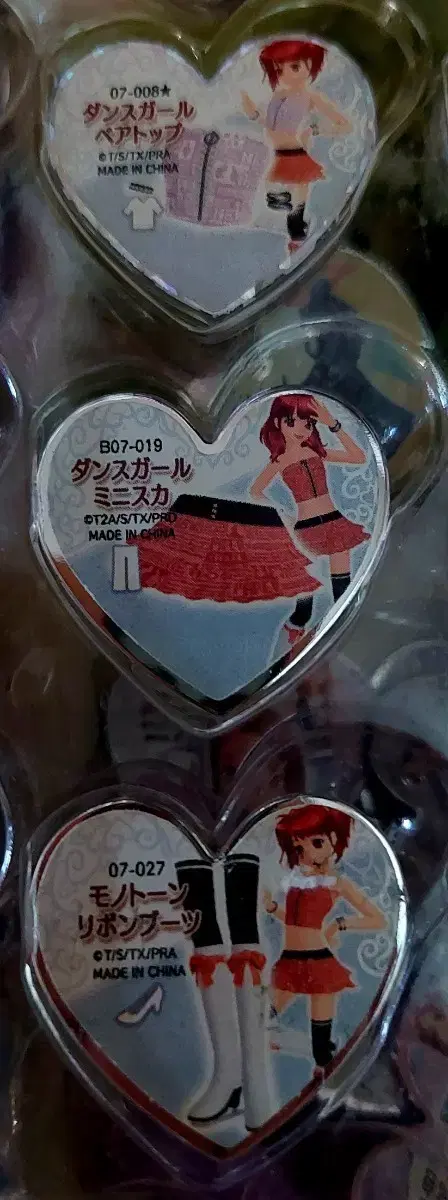 07-008★
ダンスガール
ベアトップ
©T/S/TX/PRA
MADE IN CHINA
B07-019
ダンスガール
ミニスカ
©T2A/S/TX/PRD
MADE IN CHINA
07-027
モノトーン
リボンブーツ
©T/S/TX/PRA
MADE IN CHINA